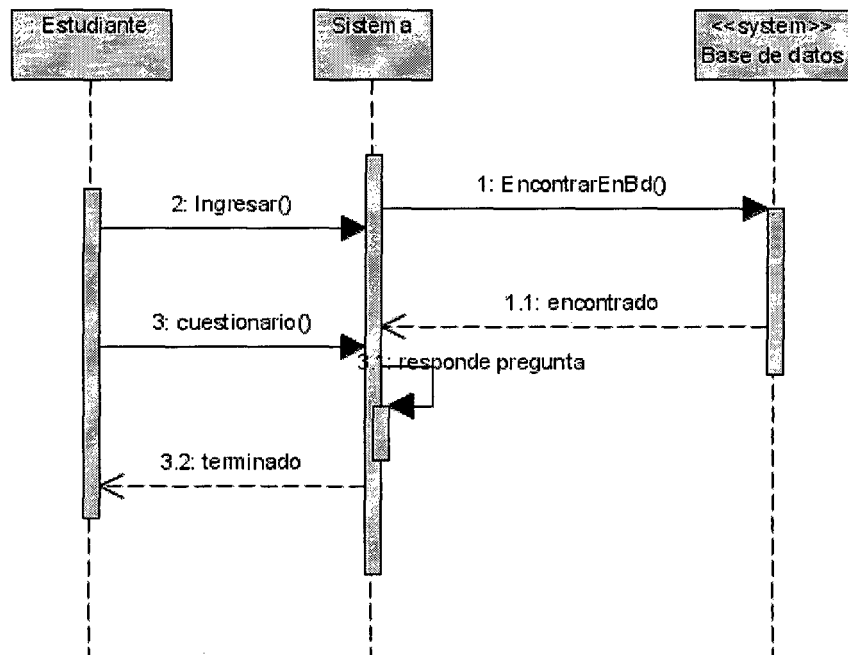 : Estudiante
Sistema
<<system>>
Base de datos
1: EncontrarEnBd()
2: Ingresar()
1.1: encontrado
3: cuestionario()
3.1: responde pregunta
3.2: terminado